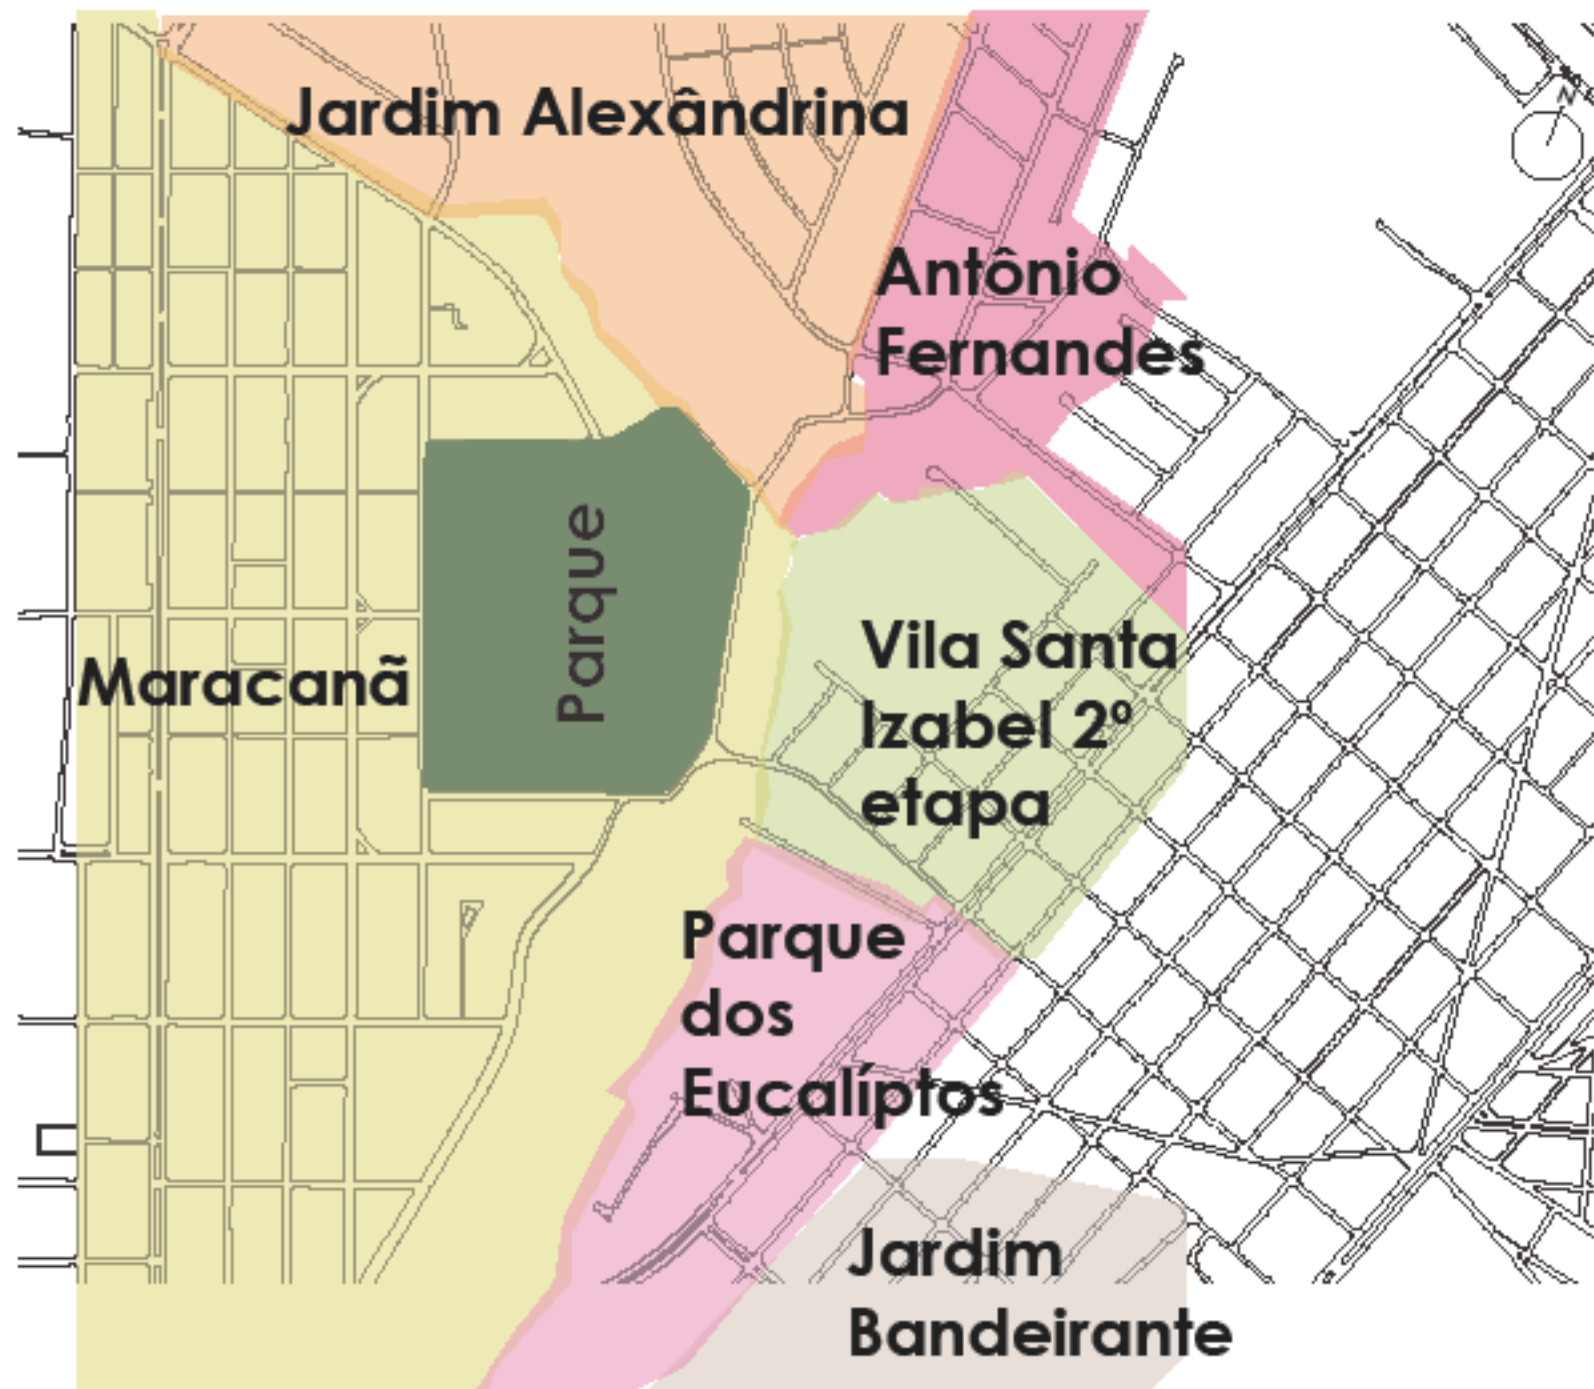 N
Jardim Alexândrina
Antônio
Fernandes
Parque
Maracanã
Vila Santa
Izabel 2º
etapa
Parque
dos
Eucalíptos
Jardim
Bandeirante